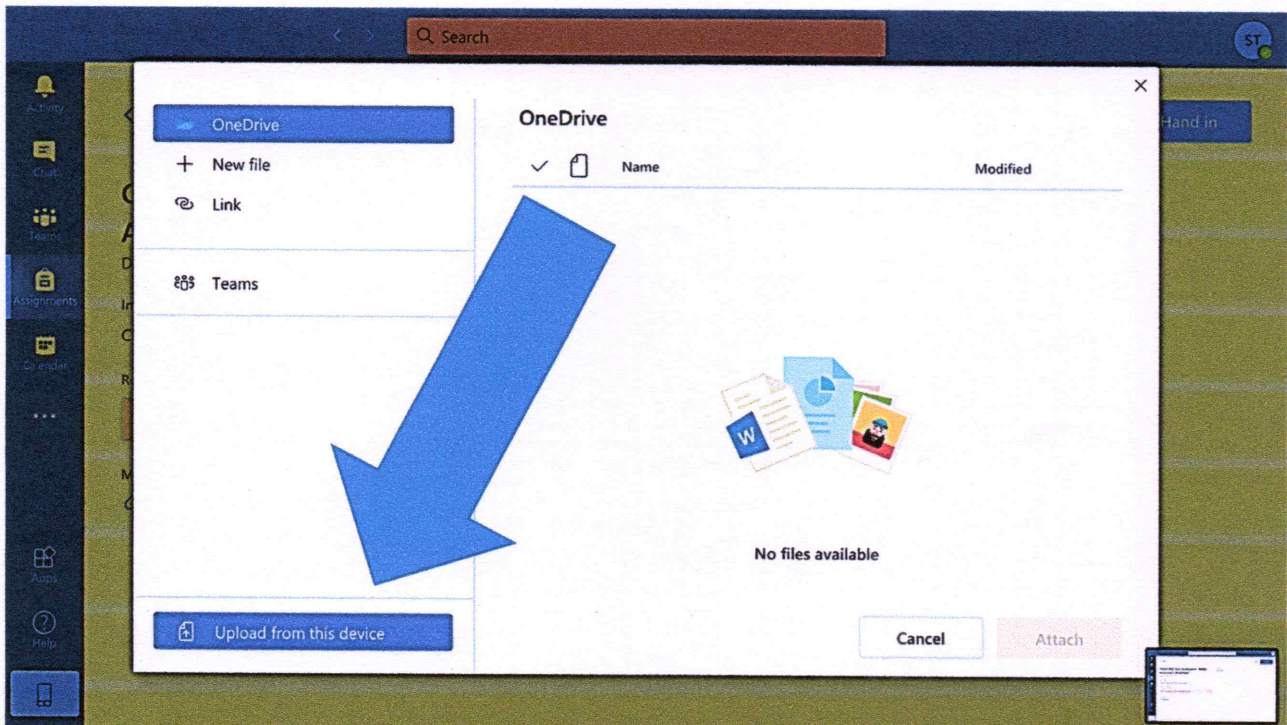 Search
ST
Activity
Chat
Teams
Assignments
Calendar
Apps
Help
Hand in
OneDrive
New file
Link
Teams
Upload from this device
OneDrive
Name
Modified
W
No files available
Cancel
Attach